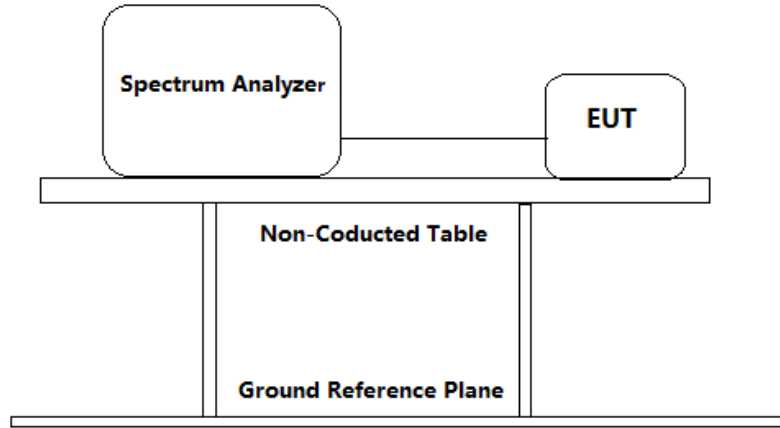 Spectrum Analyzer
EUT
Non-Coducted Table
Ground Reference Plane